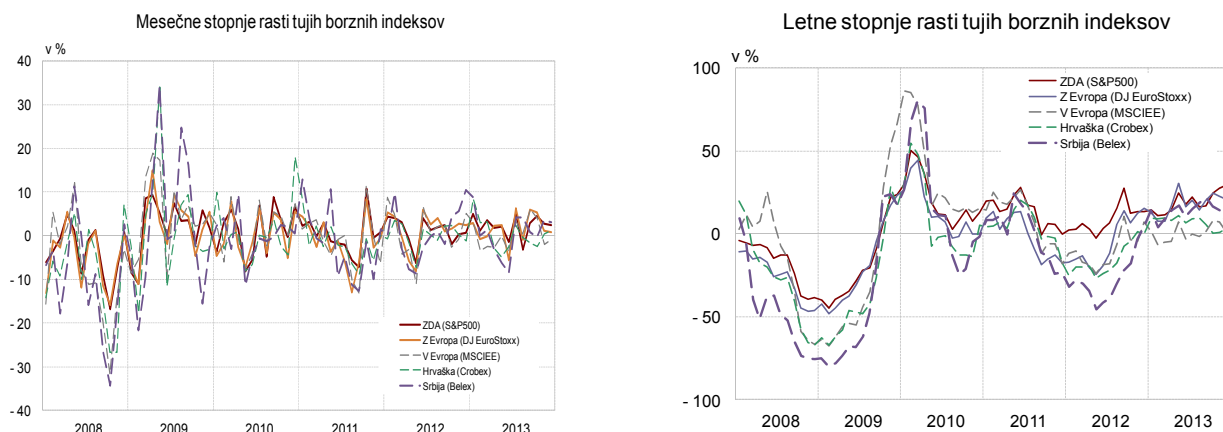 Mesečne stopnje rasti tujih borznih indeksov
v %
40
30
20
10
0
- 10
- 20
- 30
- 40
ZDA (S&P500)
Z Evropa (DJ EuroStoxx)
V Evropa (MSCIEE)
Hrvaška (Crobex)
Srbija (Belex)
2008 2009 2010 2011 2012 2013
Letne stopnje rasti tujih borznih indeksov
v %
100
50
0
- 50
- 100
ZDA (S&P500)
Z Evropa (DJ EuroStoxx)
V Evropa (MSCIEE)
Hrvaška (Crobex)
Srbija (Belex)
2008 2009 2010 2011 2012 2013